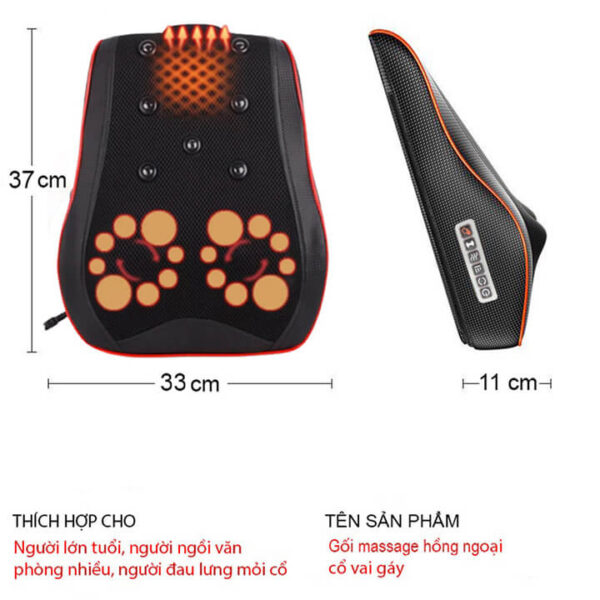 37 cm
33 cm
11 cm
THÍCH HỢP CHO
Người lớn tuổi, người ngồi văn
phòng nhiều, người đau lưng mỏi cổ
TÊN SẢN PHẨM
Gối massage hồng ngoại
cổ vai gáy